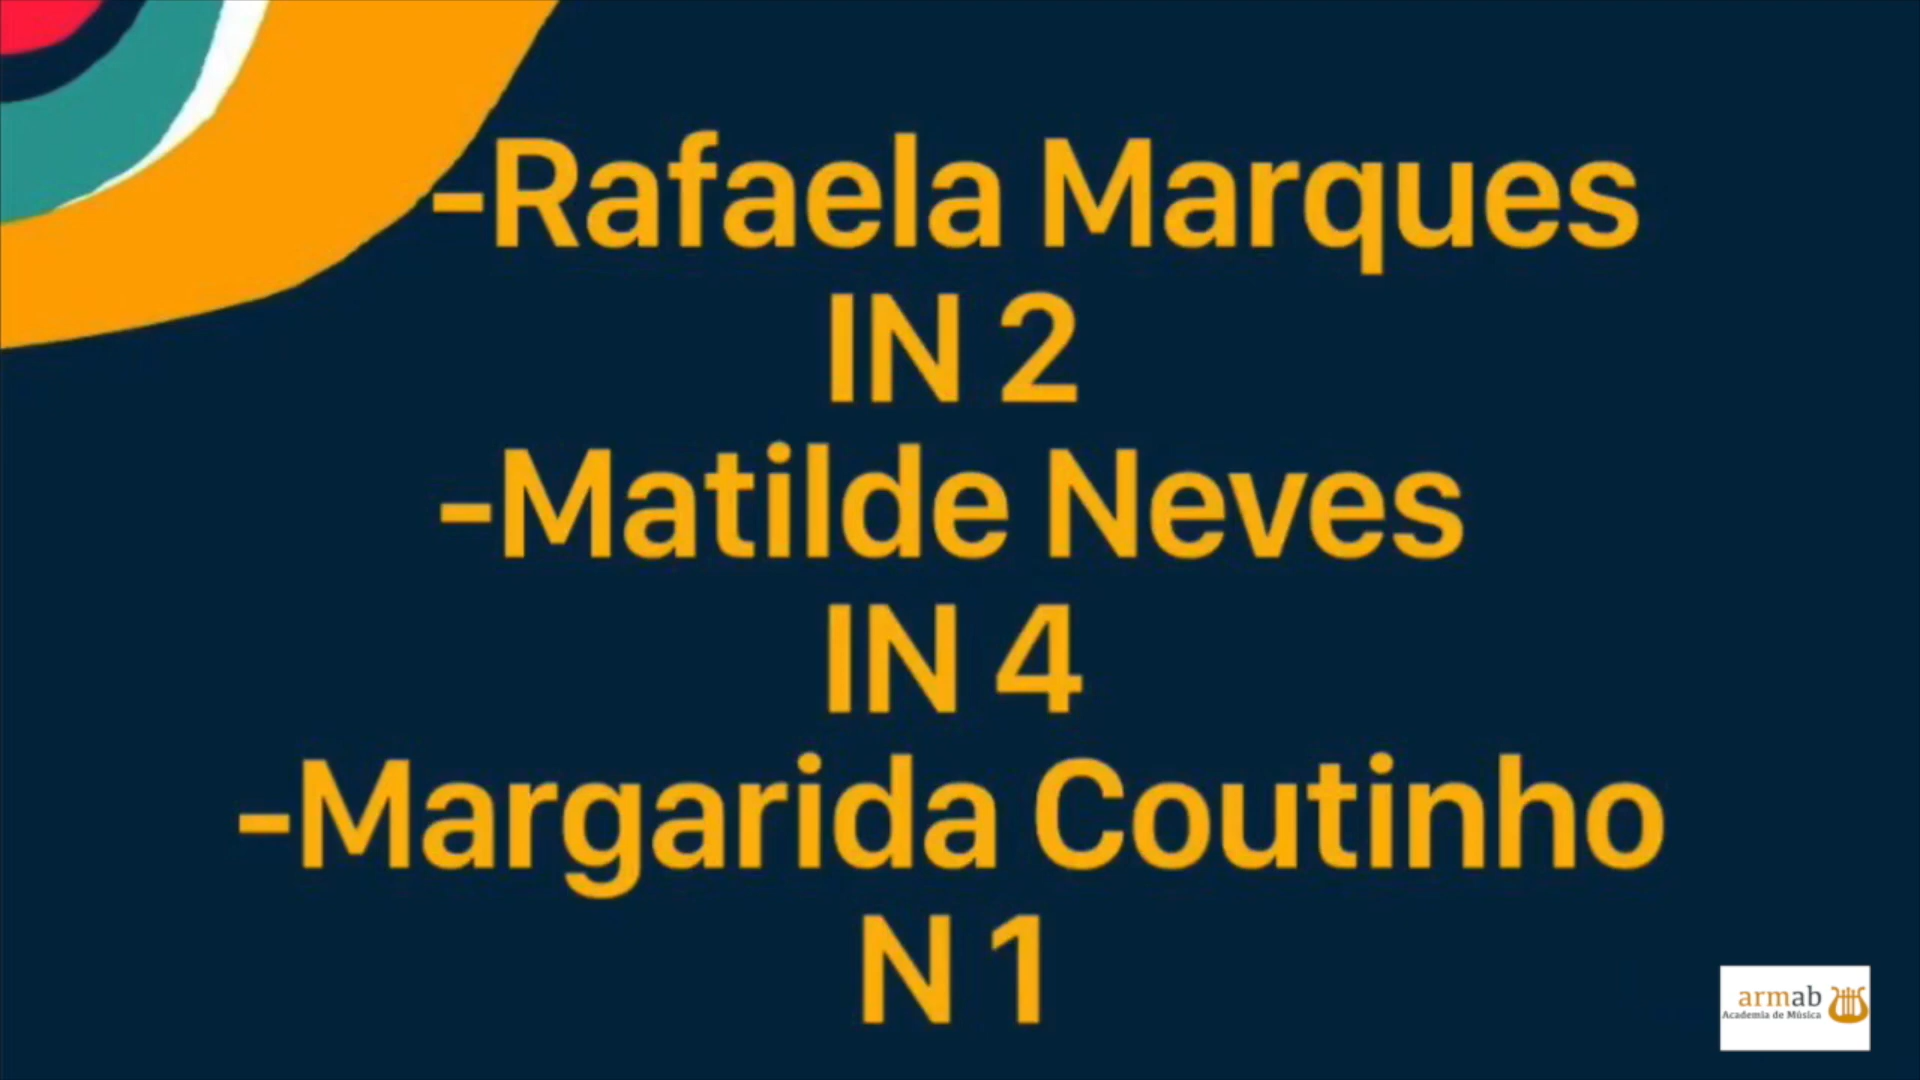 -Rafaela Marques
IN 2
-Matilde Neves
IN 4
-Margarida Coutinho
N 1
armab
Academia de Música